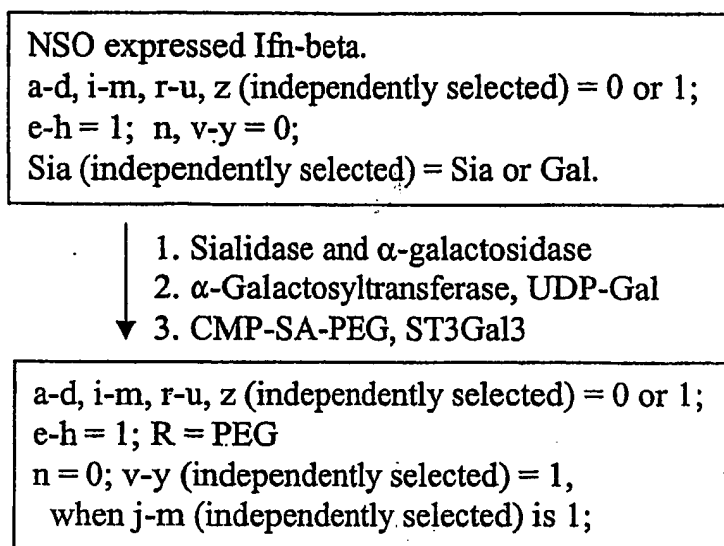 NSO expressed Ifn-beta.
a-d, i-m, r-u, z (independently selected) = 0 or 1;
e-h = 1; n, v-y = 0;
Sia (independently selected) = Sia or Gal.
1. Sialidase and α-galactosidase
2. α-Galactosyltransferase, UDP-Gal
3. CMP-SA-PEG, ST3Gal3
a-d, i-m, r-u, z (independently selected) = 0 or 1;
e-h = 1; R = PEG
n = 0; v-y (independently selected) = 1,
when j-m (independently selected) is 1;